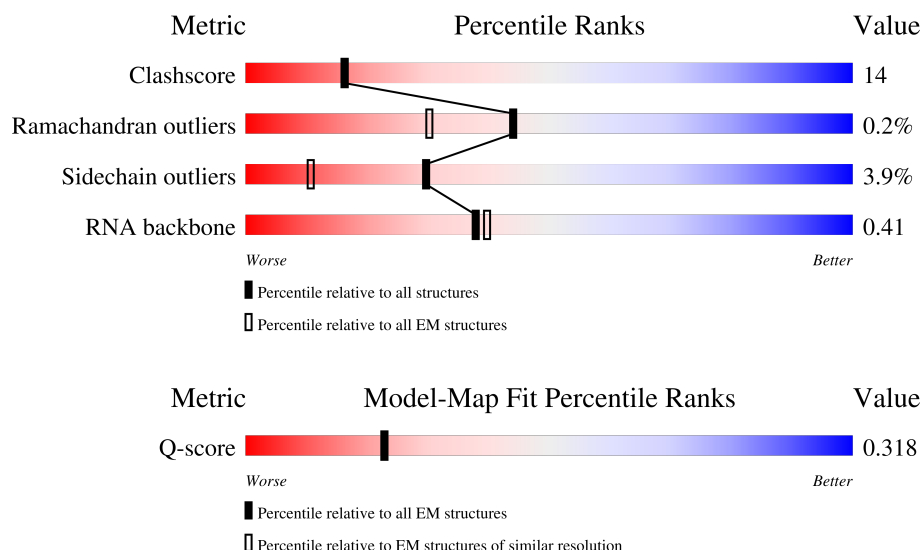 Metric Percentile Ranks Value
Clashscore 14
Ramachandran outliers 0.2%
Sidechain outliers 3.9%
RNA backbone 0.41
Worse Better
Percentile relative to all structures
Percentile relative to all EM structures
Metric Model-Map Fit Percentile Ranks Value
Q-score 0.318
Worse Better
Percentile relative to all EM structures
Percentile relative to EM structures of similar resolution